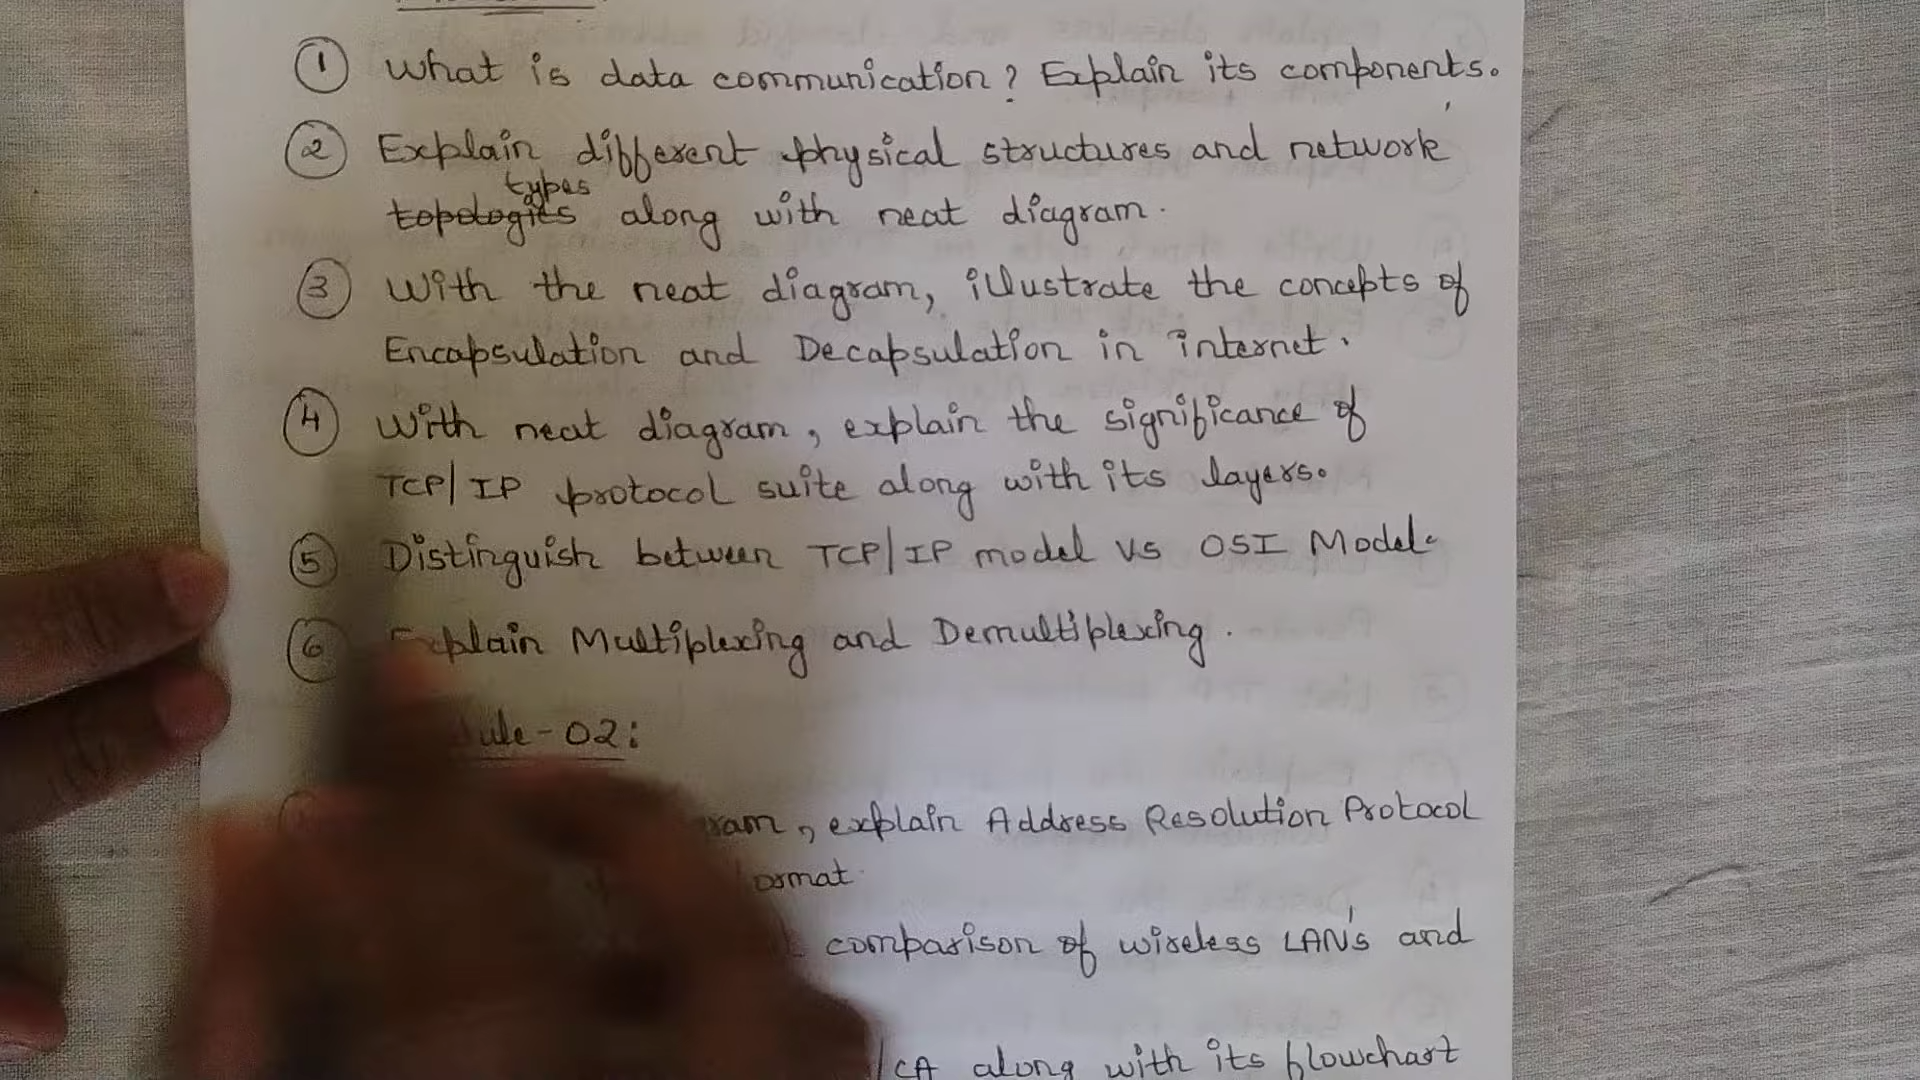 ① What is data communication? Explain its components.
② Explain different physical structures and network
types
topologies along with neat diagram.
③ With the neat diagram, illustrate the concepts of
Encapsulation and Decapsulation in internet.
④ With neat diagram, explain the significance of
TCP/IP protocol suite along with its layers.
⑤ Distinguish between TCP/IP model vs OSI Model.
⑥ Explain Multiplexing and Demultiplexing.
ule-02:
ram, explain Address Resolution Protocol
ormat.
comparison of wireless LAN's and
/CA along with its flowchart